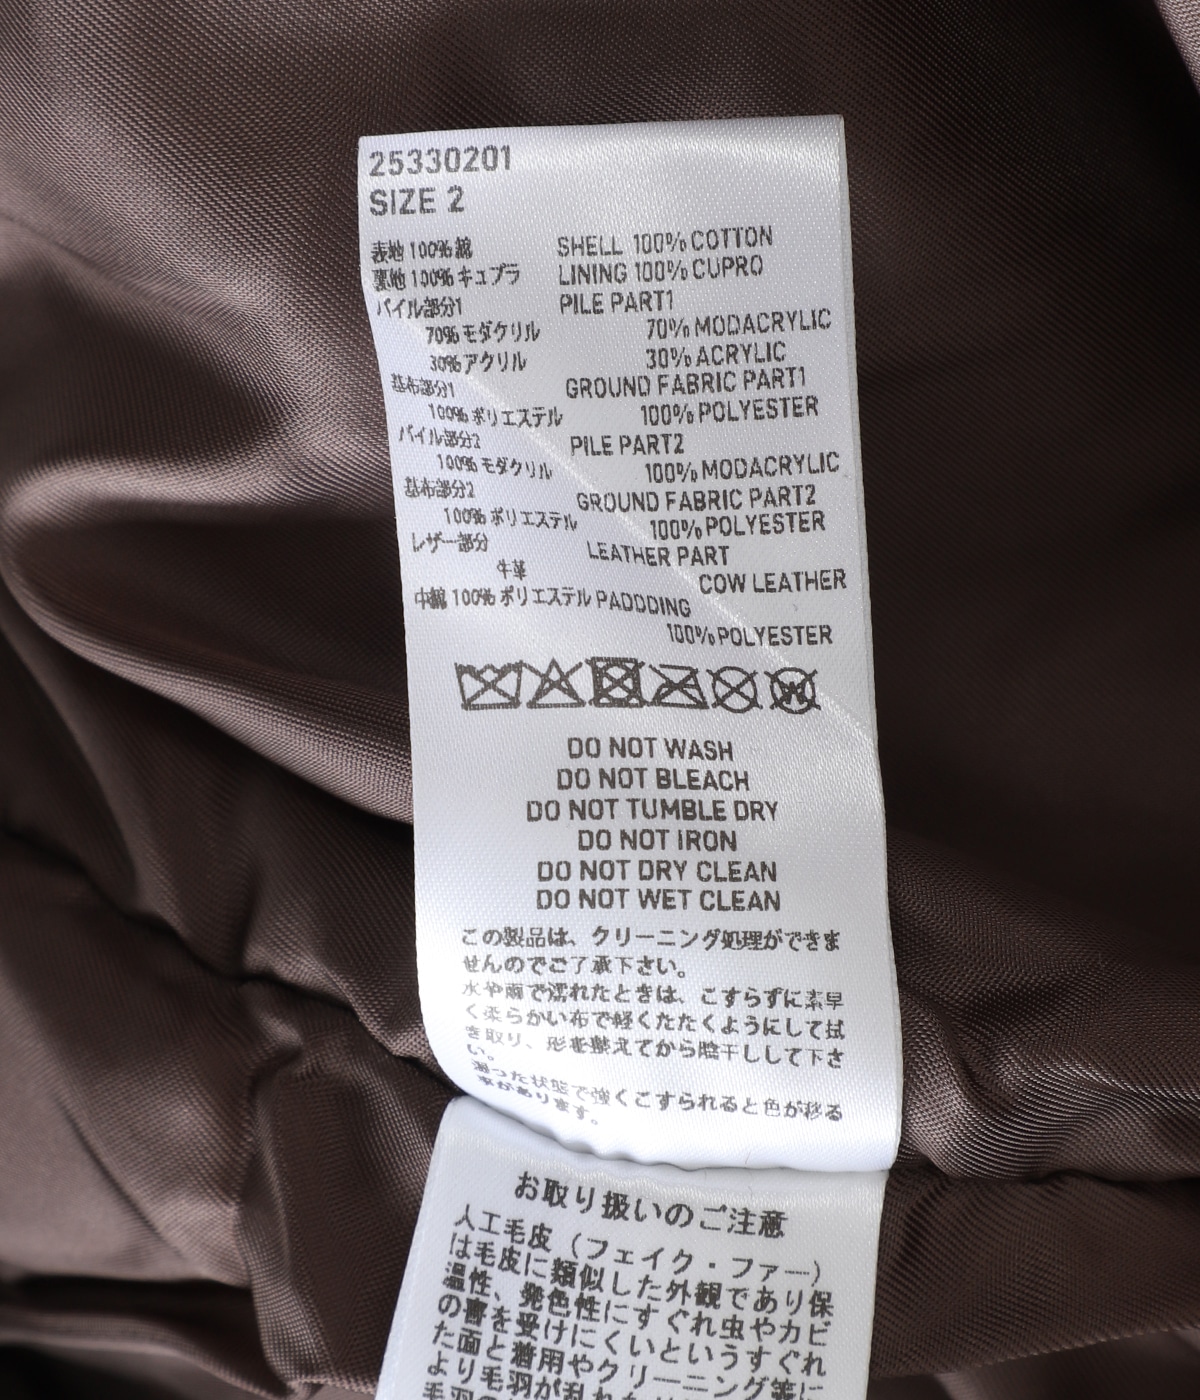 25330201
SIZE 2
表地 100% 綿 SHELL 100% COTTON
裏地 100% キュプラ LINING 100% CUPRO
パイル部分1 PILE PART1
70% モダクリル 70% MODACRYLIC
30% アクリル 30% ACRYLIC
基布部分1 GROUND FABRIC PART1
100% ポリエステル 100% POLYESTER
パイル部分2 PILE PART2
100% モダクリル 100% MODACRYLIC
基布部分2 GROUND FABRIC PART2
100% ポリエステル 100% POLYESTER
レザー部分 LEATHER PART
牛革 COW LEATHER
中綿 100% ポリエステル PADDDING
100% POLYESTER
DO NOT WASH
DO NOT BLEACH
DO NOT TUMBLE DRY
DO NOT IRON
DO NOT DRY CLEAN
DO NOT WET CLEAN
この製品は、クリーニング処理ができま
せんのでご了承下さい。
水や雨で濡れたときは、こすらずに素早
く柔らかい布で軽くたたくようにして拭
き取り、形を整えてから陰干しして下さ
い。
湿った状態で強くこすられると色が移る
事があります。
お取り扱いのご注意
人工毛皮（フェイク・ファー）
は毛皮に類似した外観であり保
温性、発色性にすぐれ虫やカビ
の害を受けにくいというすぐれ
た面と着用やクリーニング等に
より毛羽が乱れた
毛羽の